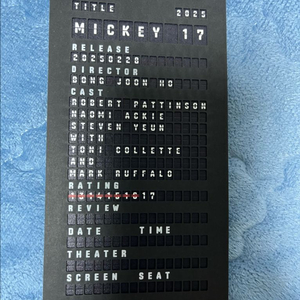 TITLE 2025
MICKEY 17
RELEASE
20250228
DIRECTOR
BONG JOON HO
CAST
ROBERT PATTINSON
NAOMI ACKIE
STEVEN YEUN
WITH
TONI COLLETTE
AND
MARK RUFFALO
RATING
17
REVIEW
DATE TIME
THEATER
SCREEN SEAT